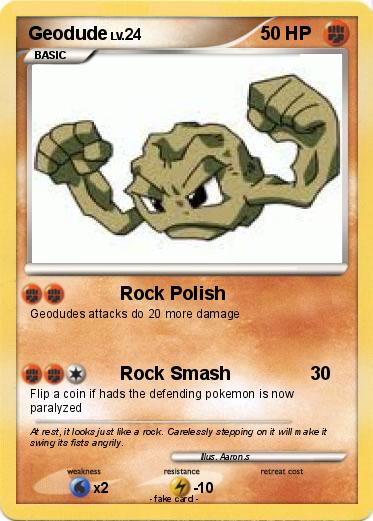 Geodude LV.24 50 HP
BASIC
Rock Polish
Geodudes attacks do 20 more damage
Rock Smash 30
Flip a coin if hads the defending pokemon is now
paralyzed
At rest, it looks just like a rock. Carelessly stepping on it will make it
swing its fists angrily.
Illus. Aaron.s
weakness resistance retreat cost
x2 -10
- fake card -